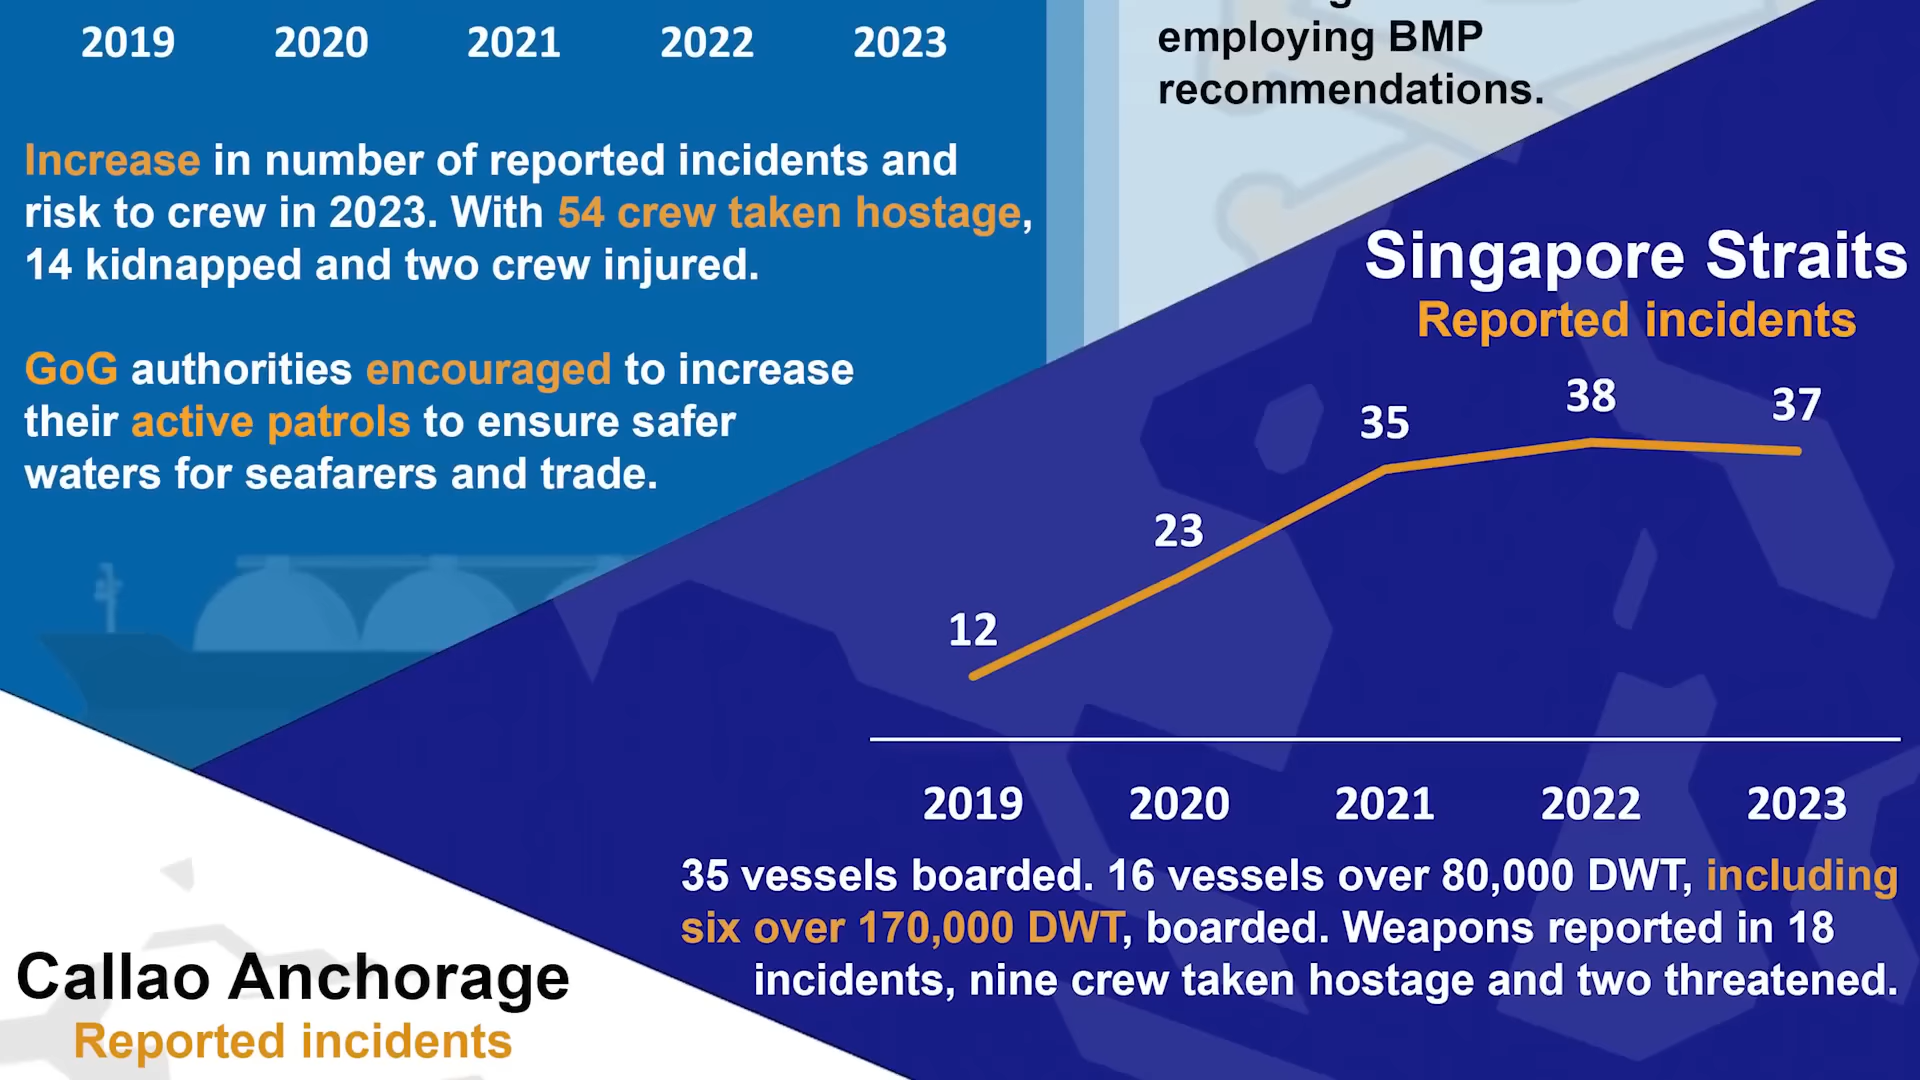 2019 2020 2021 2022 2023
Increase in number of reported incidents and
risk to crew in 2023. With 54 crew taken hostage,
14 kidnapped and two crew injured.
GoG authorities encouraged to increase
their active patrols to ensure safer
waters for seafarers and trade.
employing BMP
recommendations.
Singapore Straits
Reported incidents
12 23 35 38 37
2019 2020 2021 2022 2023
35 vessels boarded. 16 vessels over 80,000 DWT, including
six over 170,000 DWT, boarded. Weapons reported in 18
incidents, nine crew taken hostage and two threatened.
Callao Anchorage
Reported incidents